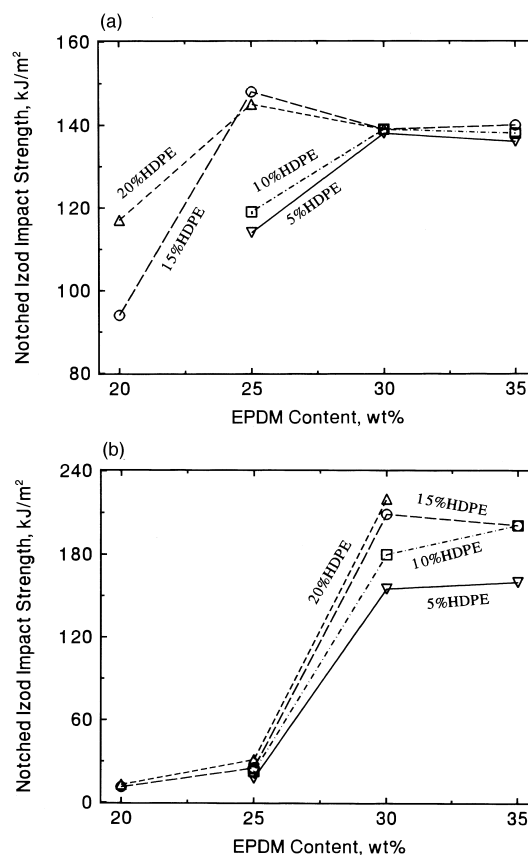 (a)
Notched Izod Impact Strength, kJ/m²
160
140
120
100
80
20%HDPE
15%HDPE
10%HDPE
5%HDPE
20
25
30
35
EPDM Content, wt%
(b)
Notched Izod Impact Strength, kJ/m²
240
180
120
60
0
20%HDPE
15%HDPE
10%HDPE
5%HDPE
20
25
30
35
EPDM Content, wt%